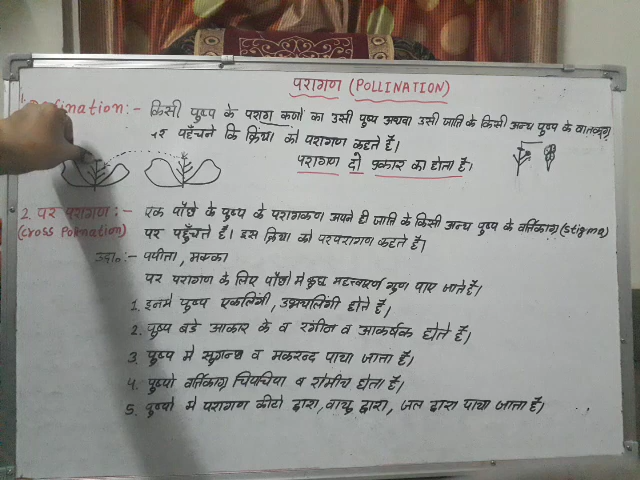 परागण (POLLINATION)
ination:- किसी पुष्प के पराग कणों का उसी पुष्प अथवा उसी जाति के किसी अन्य पुष्प के
पर पहुँचने कि क्रिया को परागण कहते हैं।
परागण दो प्रकार का होता है।
2. पर परागण:- एक पौधे के पुष्प के परागकण अपने ही जाति के किसी अन्य पुष्प के वर्तिकाग्र (stigma)
(Cross Pollnation) पर पहुँचते हैं। इस क्रिया को परपरागण कहते हैं।
उदा०:- पपीता, मक्का
पर परागण के लिए पौधों में कुछ महत्वपूर्ण गुण पाए जाते हैं।
1. इनमे पुष्प एकलिंगी, उभयलिंगी होते हैं,
2. पुष्प बडे आकार के व रंगीन व आकर्षक होते हैं,
3. पुष्प मे सुगन्ध व मकरन्द पाया जाता हैं,
4. पुष्पो वर्तिकाग्र चिपचिपा व रोमीय होता हैं,
5. पुष्पो मे परागण कीटो द्वारा, वायु द्वारा, जल द्वारा पाया जाता हैं,